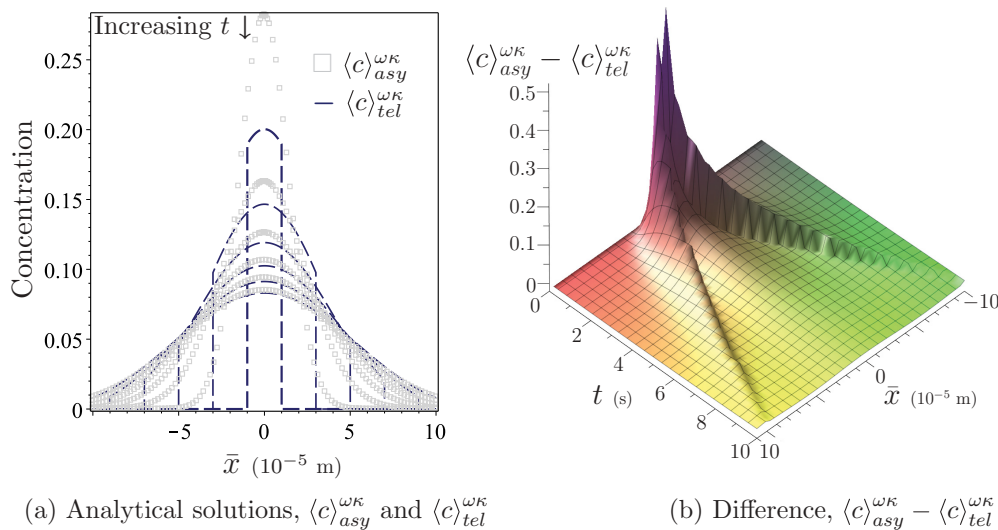 Increasing t ↓
⟨c⟩^{ωκ}_{asy}
⟨c⟩^{ωκ}_{tel}
Concentration
0.25
0.20
0.15
0.10
0.05
0
−5
0
5
10
x̄ (10⁻⁵ m)
⟨c⟩^{ωκ}_{asy} − ⟨c⟩^{ωκ}_{tel}
0.5
0.4
0.3
0.2
0.1
0
0
2
4
6
8
10
t (s)
10
0
−10
x̄ (10⁻⁵ m)
(a) Analytical solutions, ⟨c⟩^{ωκ}_{asy} and ⟨c⟩^{ωκ}_{tel}
(b) Difference, ⟨c⟩^{ωκ}_{asy} − ⟨c⟩^{ωκ}_{tel}